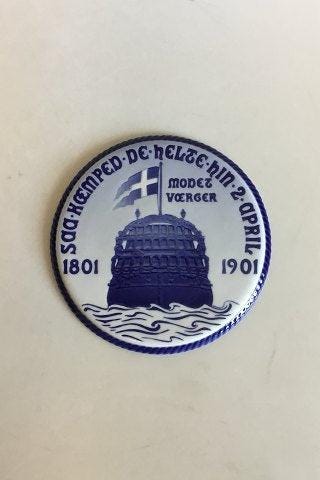 SAA·KÆMPED·DE·HELTE·HIN·2·APRIL
MODET
VÆRGER
1801 1901